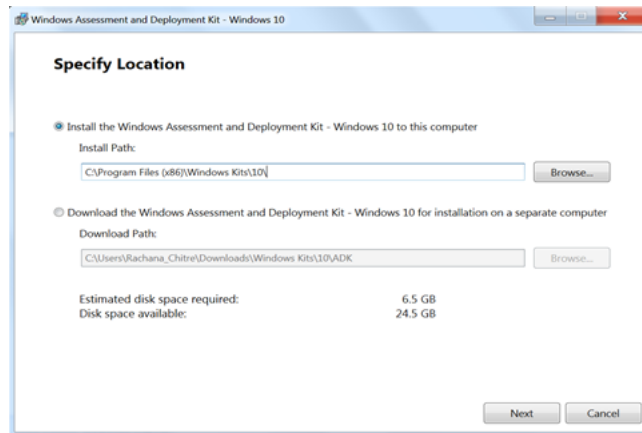 Windows Assessment and Deployment Kit - Windows 10
Specify Location
Install the Windows Assessment and Deployment Kit - Windows 10 to this computer
Install Path:
C:\Program Files (x86)\Windows Kits\10\
Browse...
Download the Windows Assessment and Deployment Kit - Windows 10 for installation on a separate computer
Download Path:
C:\Users\Rachana_Chitre\Downloads\Windows Kits\10\ADK
Browse...
Estimated disk space required: 6.5 GB
Disk space available: 24.5 GB
Next Cancel